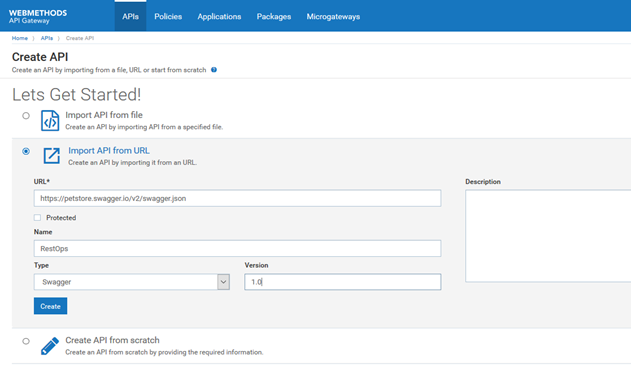 WEBMETHODS
API Gateway
APIs Policies Applications Packages Microgateways
Home | APIs | Create API
Create API
Create an API by importing from a file, URL or start from scratch ?
Lets Get Started!
Import API from file
Create an API by importing API from a specified file.
Import API from URL
Create an API by importing it from an URL.
URL* Description
https://petstore.swagger.io/v2/swagger.json
Protected
Name
RestOps
Type Version
Swagger 1.0
Create
Create API from scratch
Create an API from scratch by providing the required information.